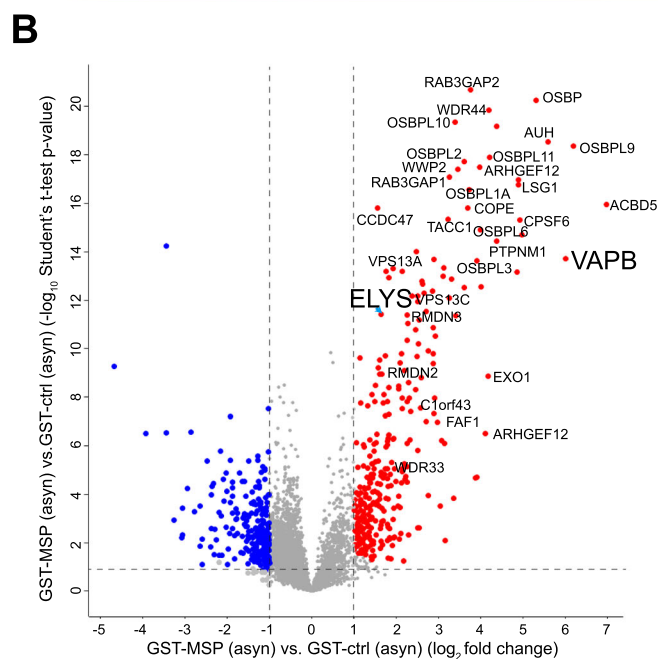 B
RAB3GAP2
OSBP
WDR44
OSBPL10
AUH
OSBPL9
OSBPL2
OSBPL11
WWP2
ARHGEF12
RAB3GAP1
LSG1
OSBPL1A
ACBD5
COPE
CCDC47
TACC1
CPSF6
OSBPL6
PTPNM1
VAPB
VPS13A
OSBPL3
ELYS
VPS13C
RMDN3
RMDN2
EXO1
C1orf43
FAF1
ARHGEF12
WDR33
20
18
16
14
12
10
8
6
4
2
0
-5 -4 -3 -2 -1 0 1 2 3 4 5 6 7
GST-MSP (asyn) vs.GST-ctrl (asyn) (-log10 Student's t-test p-value)
GST-MSP (asyn) vs. GST-ctrl (asyn) (log2 fold change)